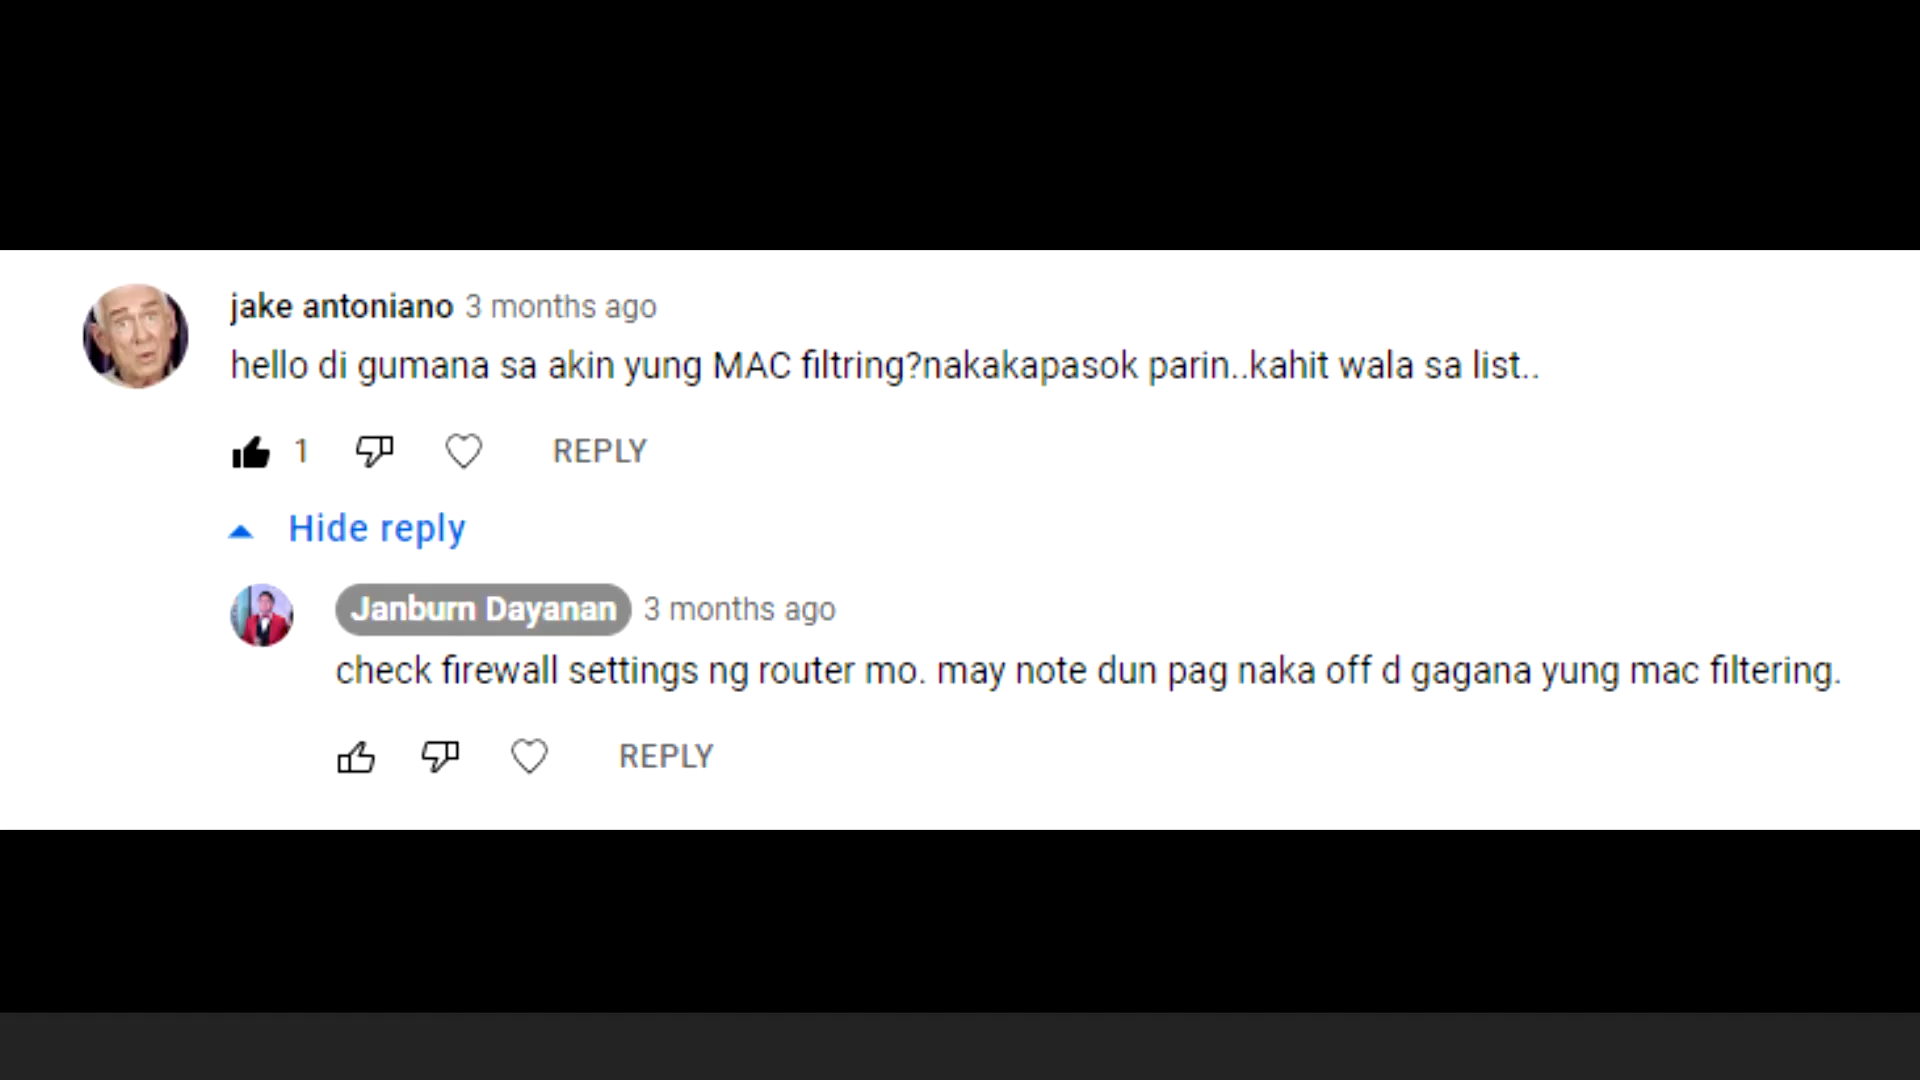 jake antoniano 3 months ago
hello di gumana sa akin yung MAC filtring?nakakapasok parin..kahit wala sa list..
1 REPLY
Hide reply
Janburn Dayanan 3 months ago
check firewall settings ng router mo. may note dun pag naka off d gagana yung mac filtering.
REPLY